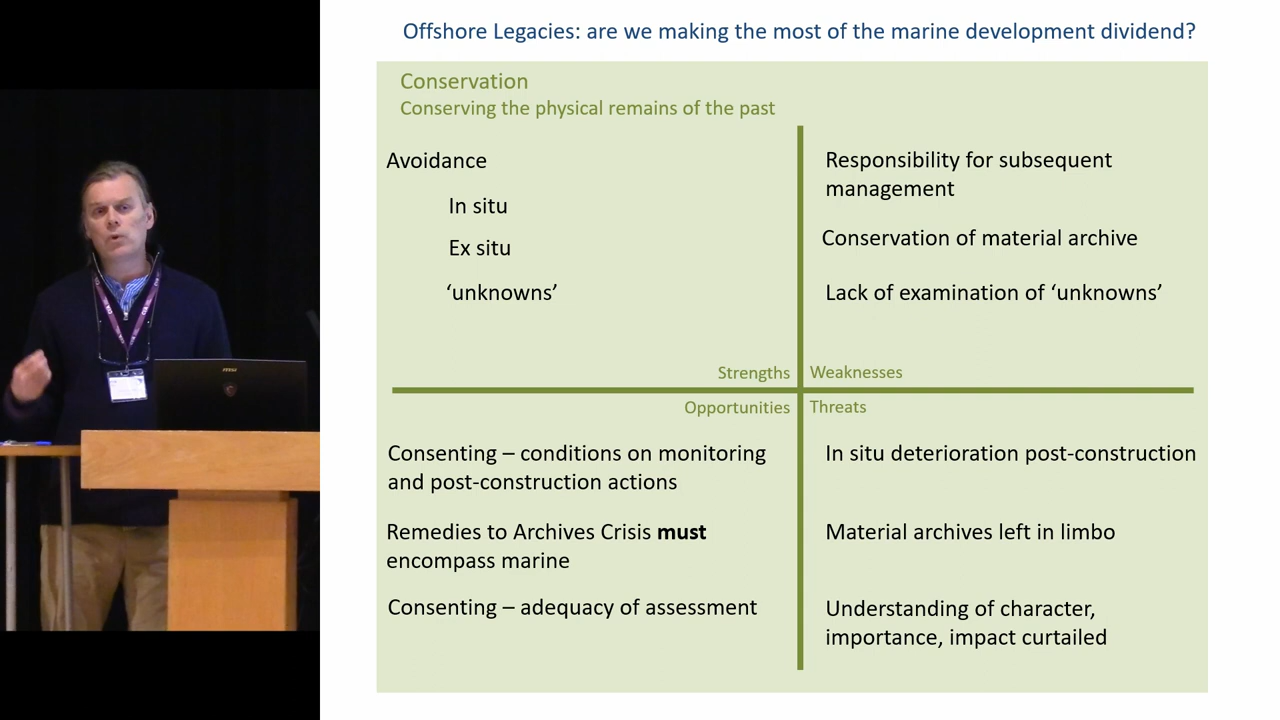 Offshore Legacies: are we making the most of the marine development dividend?
Conservation
Conserving the physical remains of the past
Avoidance
In situ
Ex situ
‘unknowns’
Responsibility for subsequent
management
Conservation of material archive
Lack of examination of ‘unknowns’
Strengths
Weaknesses
Opportunities
Threats
Consenting – conditions on monitoring
and post-construction actions
Remedies to Archives Crisis must
encompass marine
Consenting – adequacy of assessment
In situ deterioration post-construction
Material archives left in limbo
Understanding of character,
importance, impact curtailed
msi